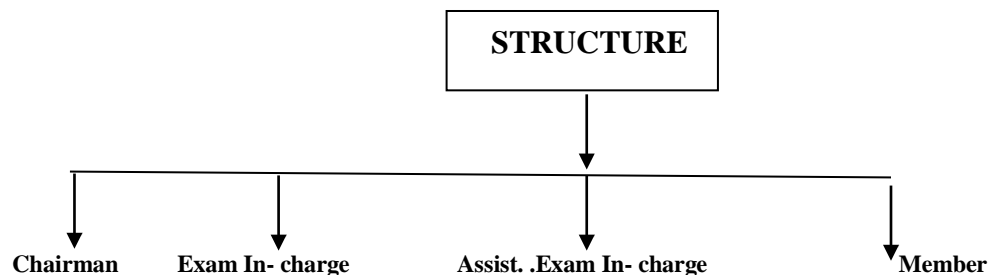 STRUCTURE
Chairman Exam In- charge Assist. .Exam In- charge Member